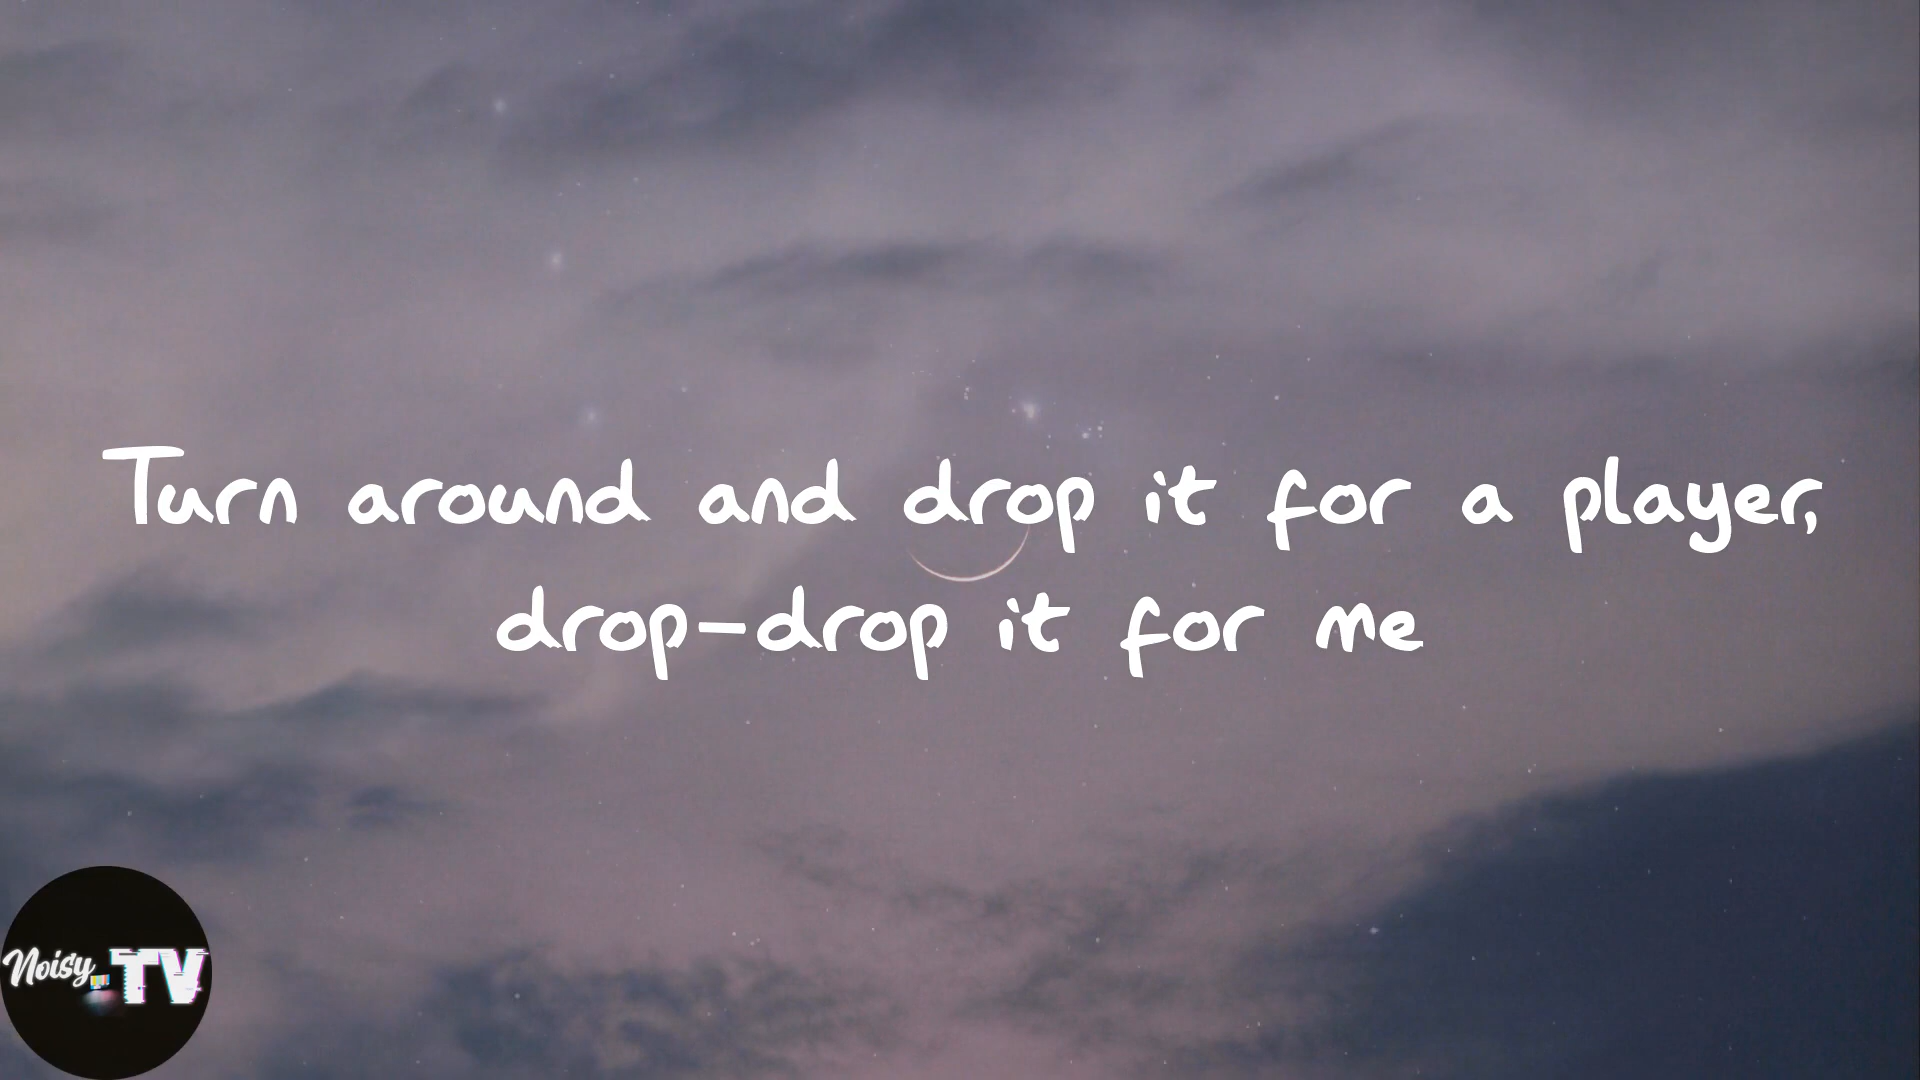 Turn around and drop it for a player,
drop-drop it for me
Noisy TV